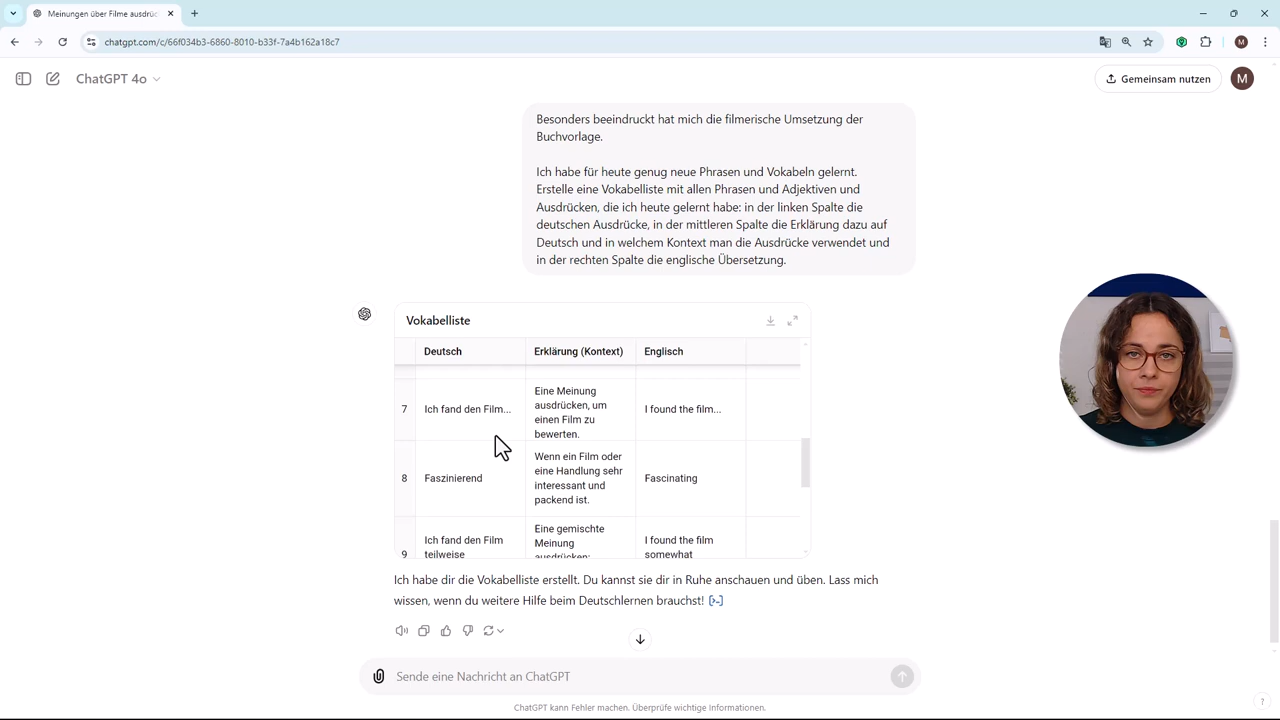 Meinungen über Filme ausdrüc
chatgpt.com/c/66f034b3-6860-8010-b33f-7a4b162a18c7
M
ChatGPT 4o
Gemeinsam nutzen
M
Besonders beeindruckt hat mich die filmerische Umsetzung der
Buchvorlage.
Ich habe für heute genug neue Phrasen und Vokabeln gelernt.
Erstelle eine Vokabelliste mit allen Phrasen und Adjektiven und
Ausdrücken, die ich heute gelernt habe: in der linken Spalte die
deutschen Ausdrücke, in der mittleren Spalte die Erklärung dazu auf
Deutsch und in welchem Kontext man die Ausdrücke verwendet und
in der rechten Spalte die englische Übersetzung.
Vokabelliste
Deutsch
Erklärung (Kontext)
Englisch
7
Ich fand den Film...
Eine Meinung
ausdrücken, um
einen Film zu
bewerten.
I found the film...
8
Faszinierend
Wenn ein Film oder
eine Handlung sehr
interessant und
packend ist.
Fascinating
9
Ich fand den Film
teilweise
Eine gemischte
Meinung
ausdrücken:
I found the film
somewhat
Ich habe dir die Vokabelliste erstellt. Du kannst sie dir in Ruhe anschauen und üben. Lass mich
wissen, wenn du weitere Hilfe beim Deutschlernen brauchst! [>-]
Sende eine Nachricht an ChatGPT
ChatGPT kann Fehler machen. Überprüfe wichtige Informationen.
?